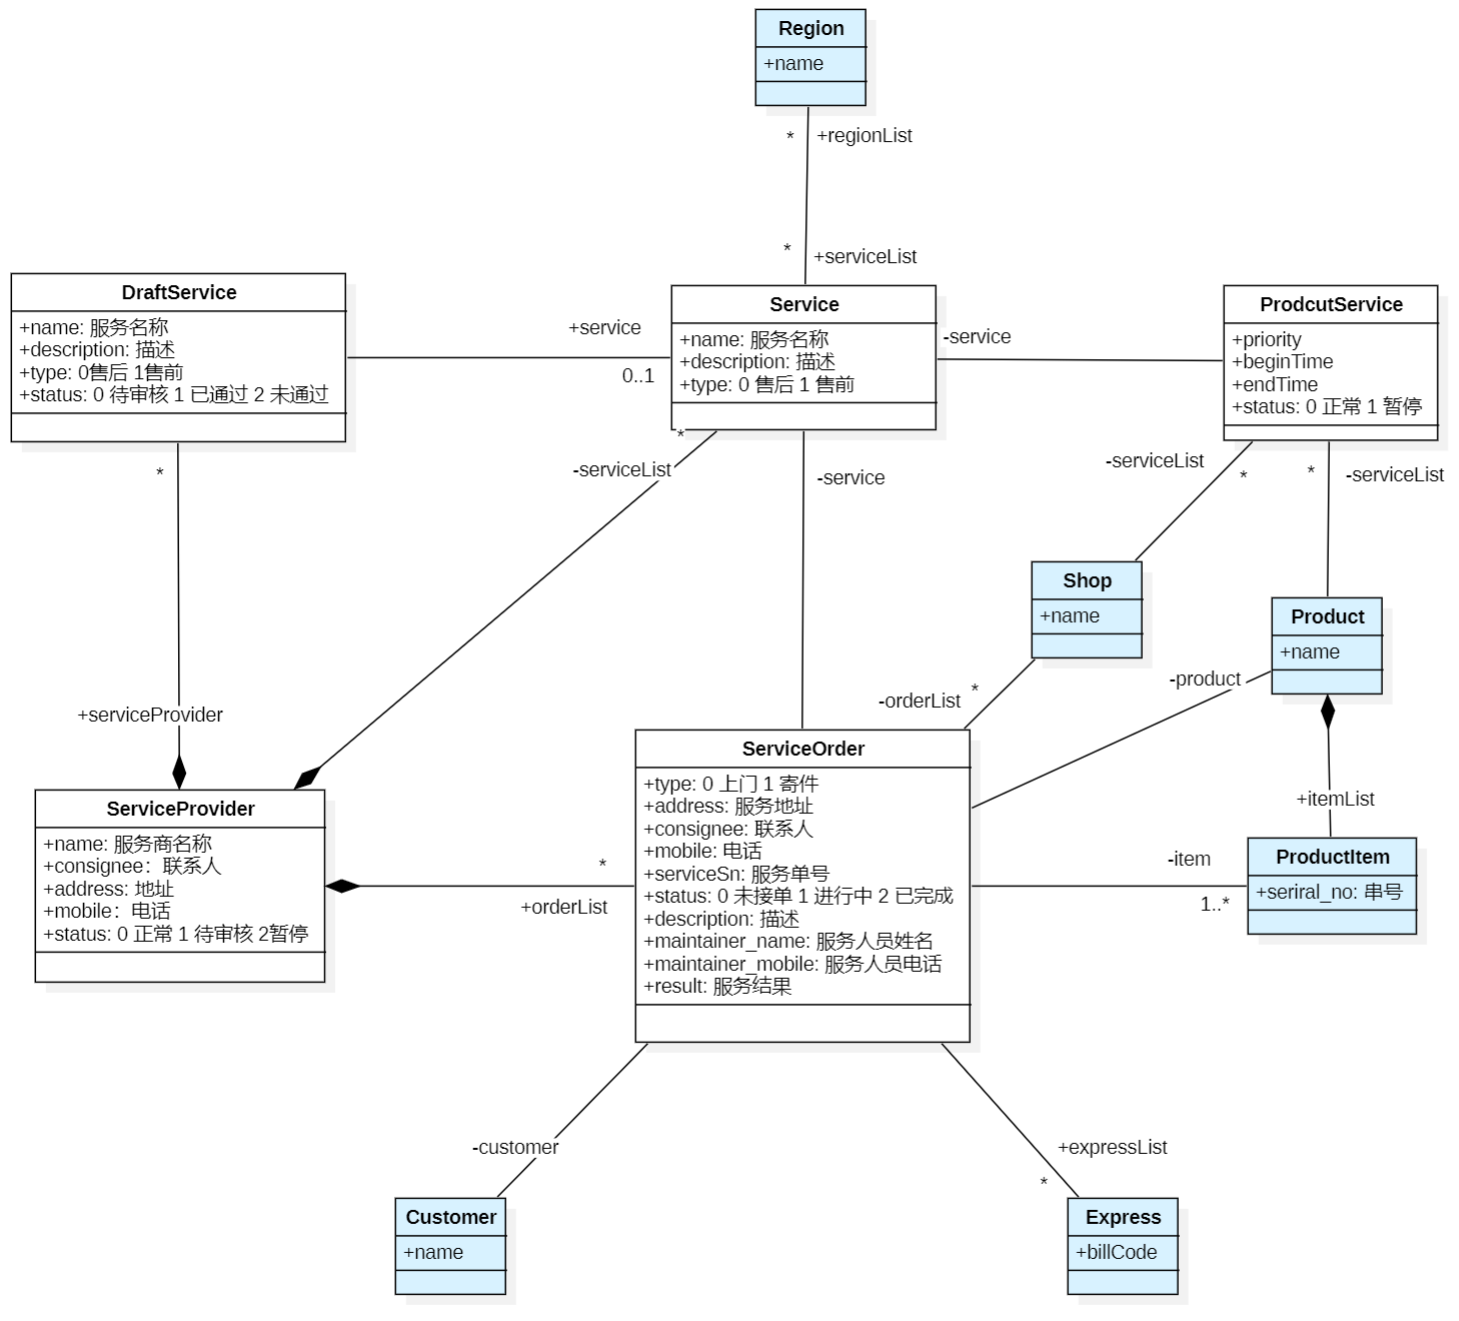 Region
+name
*
+regionList
*
+serviceList
DraftService
+name: 服务名称
+description: 描述
+type: 0售后 1售前
+status: 0 待审核 1 已通过 2 未通过
+service
0..1
Service
+name: 服务名称
+description: 描述
+type: 0 售后 1 售前
-service
ProdcutService
+priority
+beginTime
+endTime
+status: 0 正常 1 暂停
*
*
-serviceList
-service
-serviceList
*
*
-serviceList
Shop
+name
Product
+name
-product
-orderList
*
+serviceProvider
ServiceProvider
+name: 服务商名称
+consignee：联系人
+address: 地址
+mobile：电话
+status: 0 正常 1 待审核 2暂停
*
+orderList
ServiceOrder
+type: 0 上门 1 寄件
+address: 服务地址
+consignee: 联系人
+mobile: 电话
+serviceSn: 服务单号
+status: 0 未接单 1 进行中 2 已完成
+description: 描述
+maintainer_name: 服务人员姓名
+maintainer_mobile: 服务人员电话
+result: 服务结果
+itemList
-item
1..*
ProductItem
+seriral_no: 串号
-customer
+expressList
*
Customer
+name
Express
+billCode